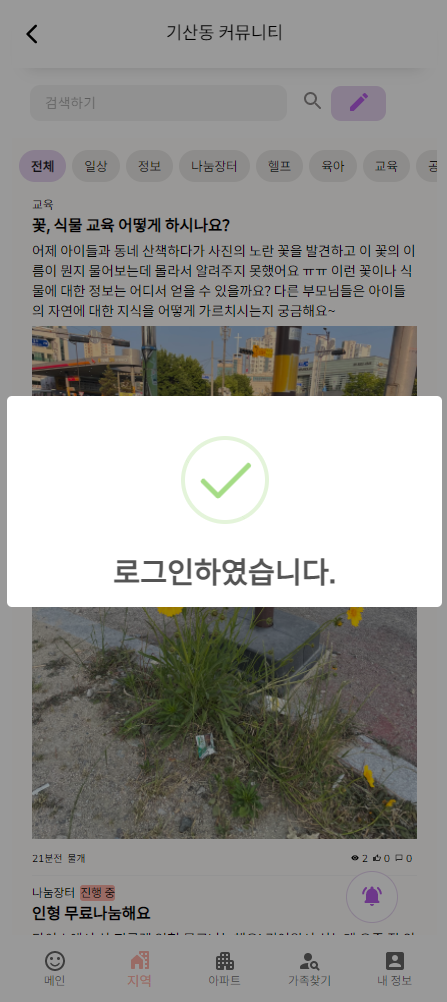 기산동 커뮤니티
검색하기
전체 일상 정보 나눔장터 헬프 육아 교육
교육
꽃, 식물 교육 어떻게 하시나요?
어제 아이들과 동네 산책하다가 사진의 노란 꽃을 발견하고 이 꽃의 이
름이 뭔지 물어보는데 몰라서 알려주지 못했어요 ㅠㅠ 이런 꽃이나 식
물에 대한 정보는 어디서 얻을 수 있을까요? 다른 부모님들은 아이들
의 자연에 대한 지식을 어떻게 가르치시는지 궁금해요~
로그인하였습니다.
21분전 물개
2 0 0
나눔장터 진행 중
인형 무료나눔해요
메인 지역 아파트 가족찾기 내 정보